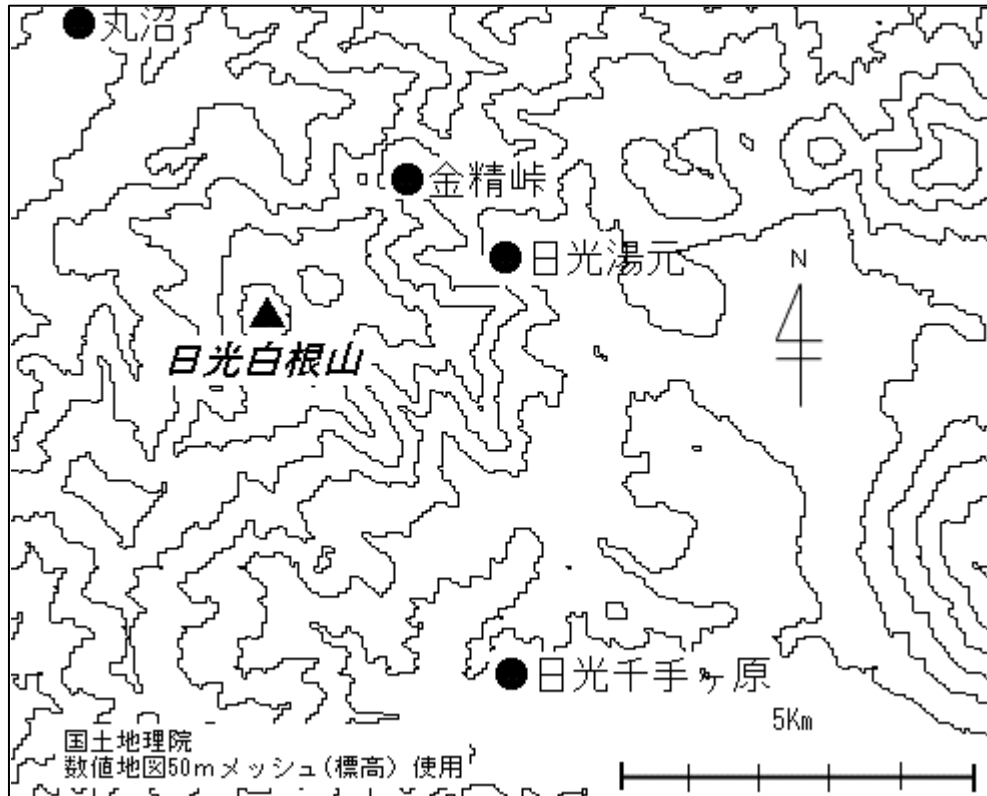 丸沼
金精峠
日光湯元
N
日光白根山
日光千手ヶ原
5Km
国土地理院
数値地図50mメッシュ(標高) 使用